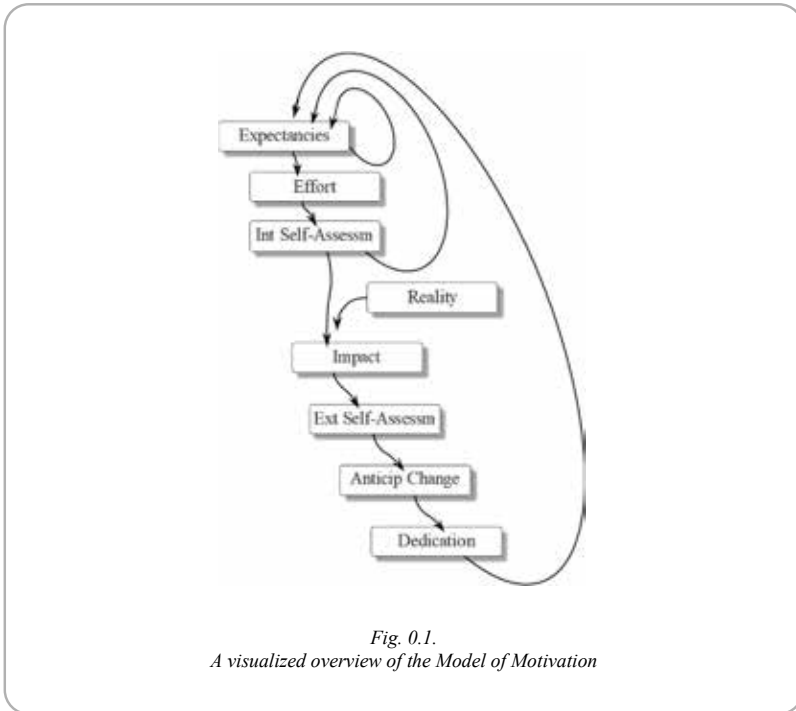 Expectancies
Effort
Int Self-Assessm
Reality
Impact
Ext Self-Assessm
Anticip Change
Dedication
Fig. 0.1.
A visualized overview of the Model of Motivation